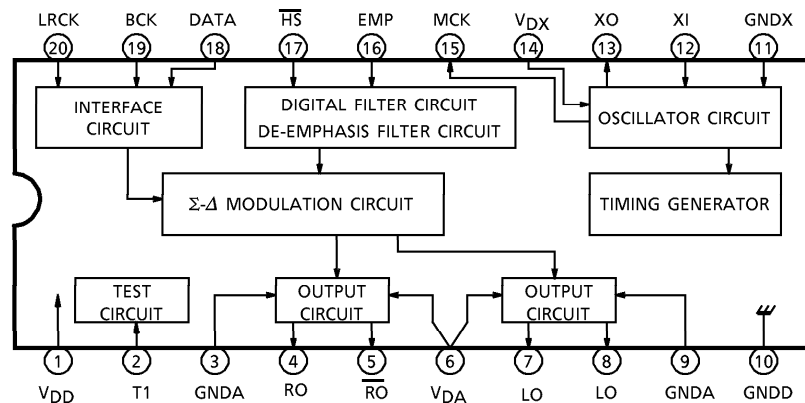 LRCK BCK DATA H̅S̅ EMP MCK VDX XO XI GNDX
20 19 18 17 16 15 14 13 12 11
INTERFACE
CIRCUIT
DIGITAL FILTER CIRCUIT
DE-EMPHASIS FILTER CIRCUIT
OSCILLATOR CIRCUIT
Σ-Δ MODULATION CIRCUIT
TIMING GENERATOR
TEST
CIRCUIT
OUTPUT
CIRCUIT
OUTPUT
CIRCUIT
1 2 3 4 5 6 7 8 9 10
VDD T1 GNDA RO R̅O̅ VDA LO LO GNDA GNDD